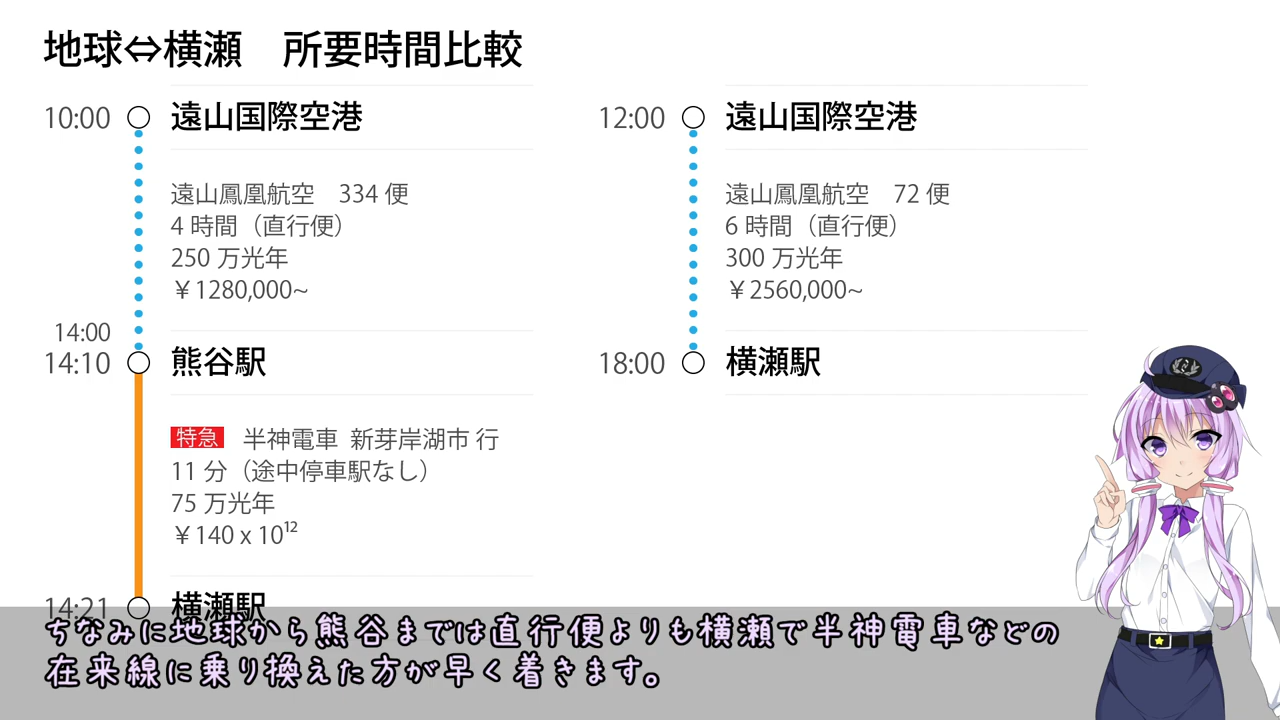 地球⇔横瀬　所要時間比較
10:00 遠山国際空港
遠山鳳凰航空　334 便
4 時間（直行便）
250 万光年
￥1280,000~
14:00
14:10 熊谷駅
特急 半神電車 新芽岸湖市 行
11 分（途中停車駅なし）
75 万光年
￥140 x 10¹²
14:21 横瀬駅
12:00 遠山国際空港
遠山鳳凰航空　72 便
6 時間（直行便）
300 万光年
￥2560,000~
18:00 横瀬駅
ちなみに地球から熊谷までは直行便よりも横瀬で半神電車などの
在来線に乗り換えた方が早く着きます。